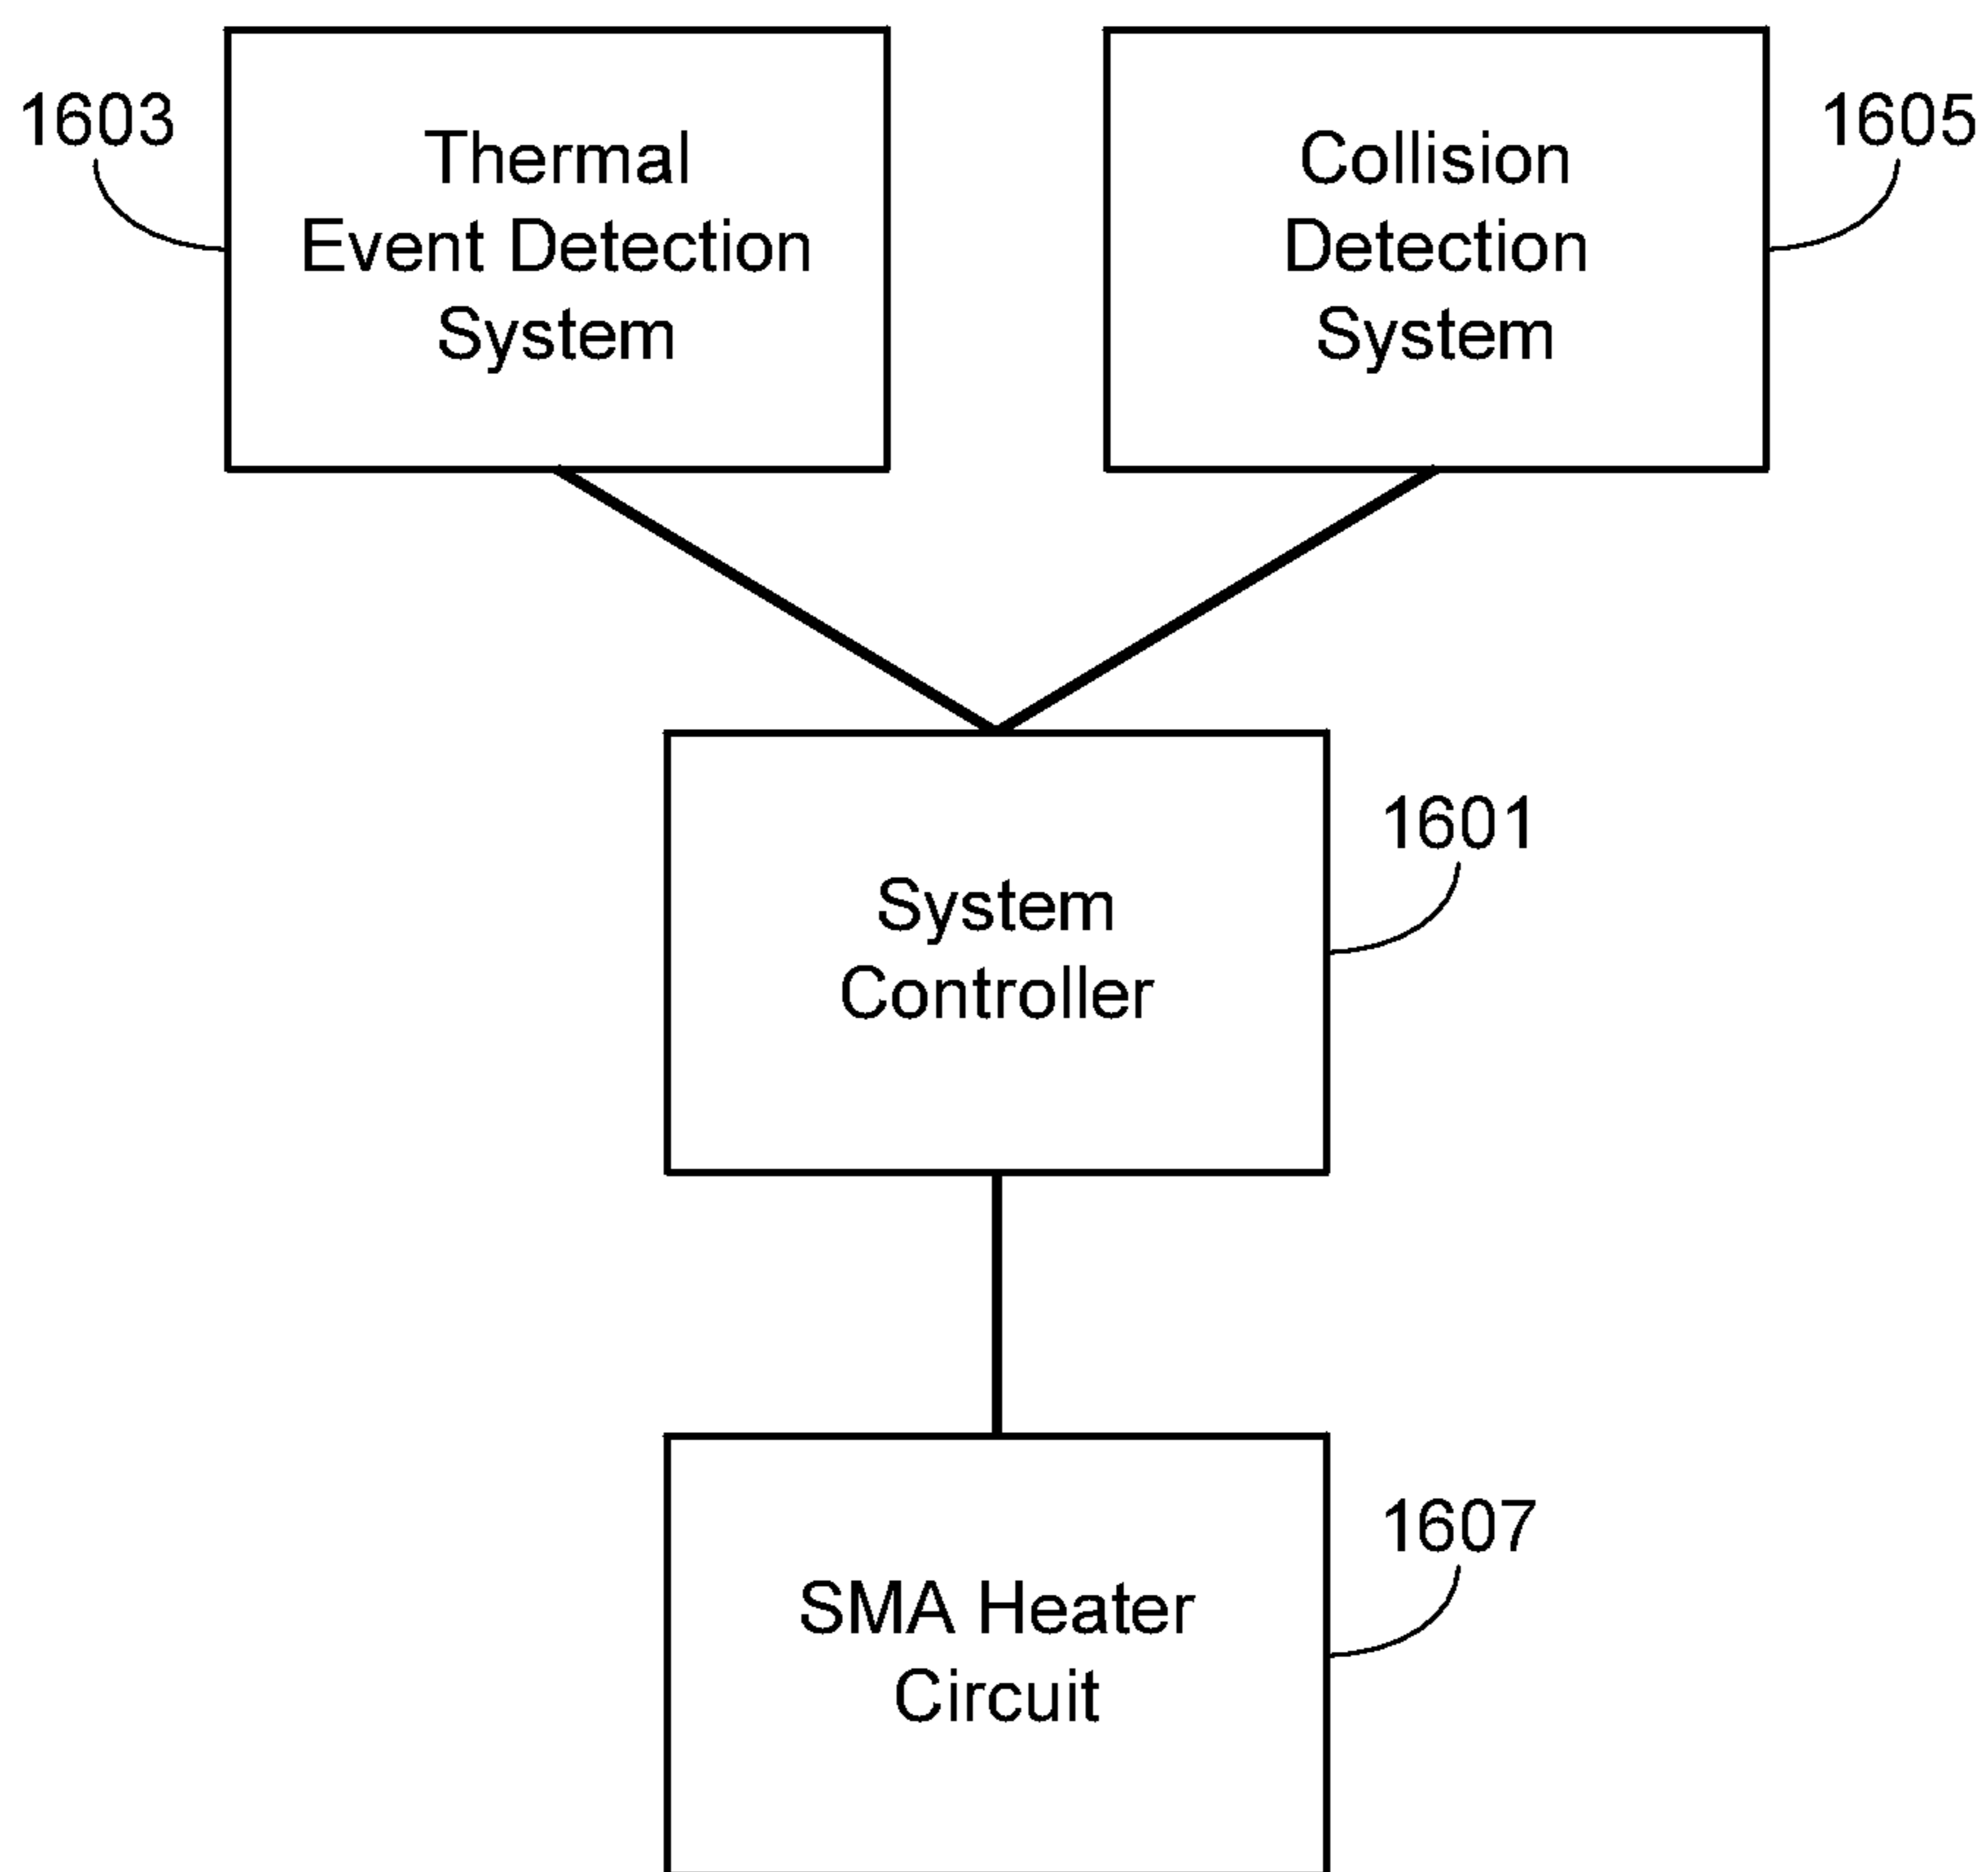 1603
Thermal
Event Detection
System
Collision
Detection
System
1605
System
Controller
1601
SMA Heater
Circuit
1607